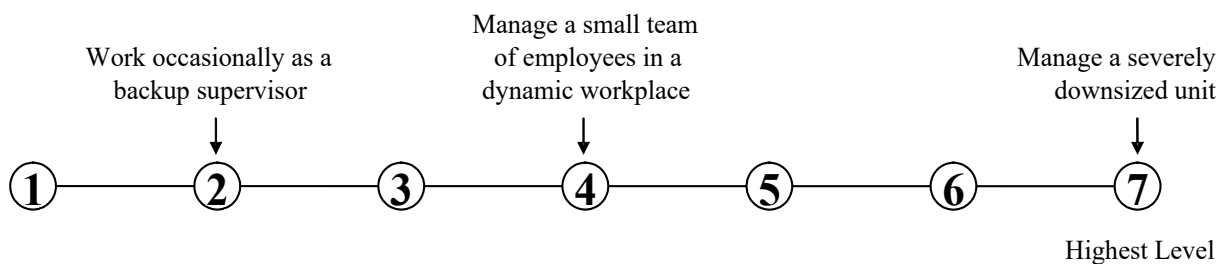 Work occasionally as a
backup supervisor
Manage a small team
of employees in a
dynamic workplace
Manage a severely
downsized unit
1 2 3 4 5 6 7
Highest Level